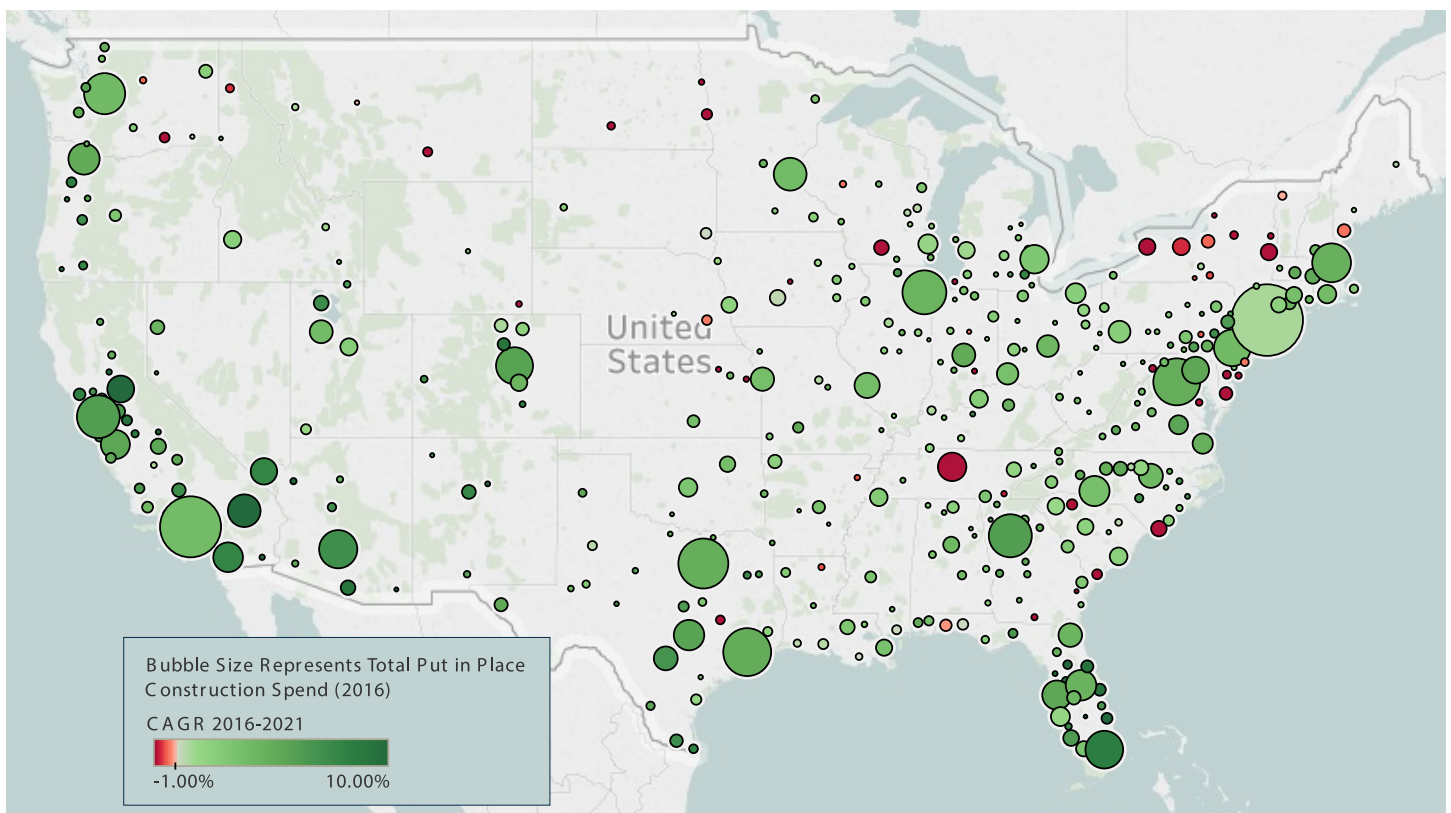 United
States
Bubble Size Represents Total Put in Place
Construction Spend (2016)
CAGR 2016-2021
-1.00% 10.00%